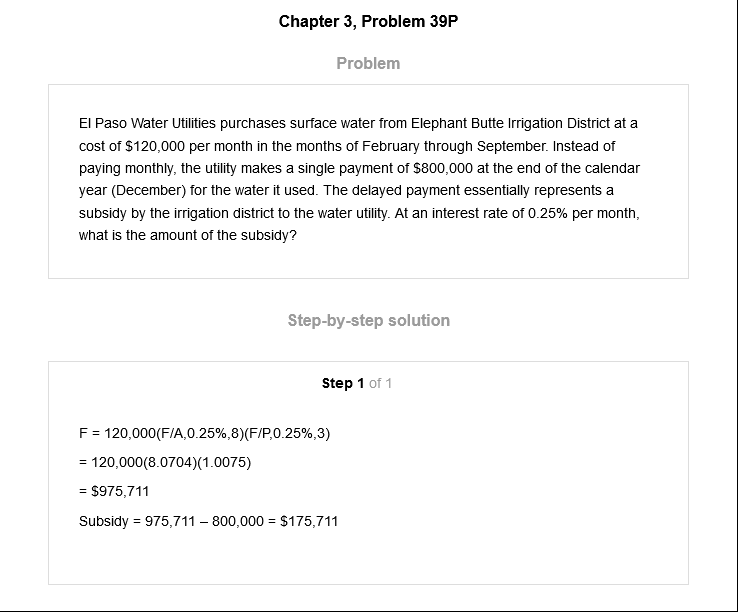 Chapter 3, Problem 39P
Problem
El Paso Water Utilities purchases surface water from Elephant Butte Irrigation District at a
cost of $120,000 per month in the months of February through September. Instead of
paying monthly, the utility makes a single payment of $800,000 at the end of the calendar
year (December) for the water it used. The delayed payment essentially represents a
subsidy by the irrigation district to the water utility. At an interest rate of 0.25% per month,
what is the amount of the subsidy?
Step-by-step solution
Step 1 of 1
F = 120,000(F/A,0.25%,8)(F/P,0.25%,3)
= 120,000(8.0704)(1.0075)
= $975,711
Subsidy = 975,711 – 800,000 = $175,711